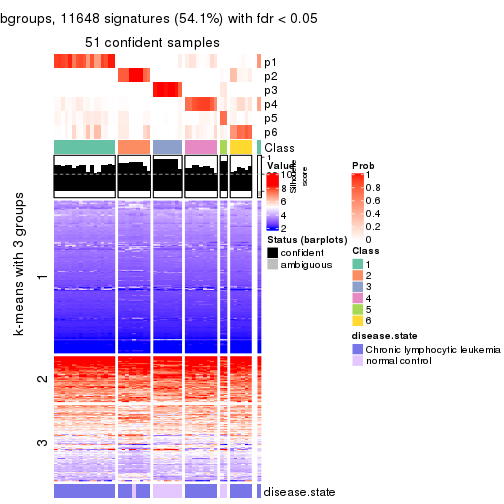 bgroups, 11648 signatures (54.1%) with fdr < 0.05
51 confident samples
p1
p2
p3
p4
p5
p6
Class
1
Silhouette
score
Value
10
8
6
4
2
Status (barplots)
confident
ambiguous
Prob
1
0.8
0.6
0.4
0.2
0
Class
1
2
3
4
5
6
disease.state
Chronic lymphocytic leukemia
normal control
k-means with 3 groups
1
2
3
disease.state